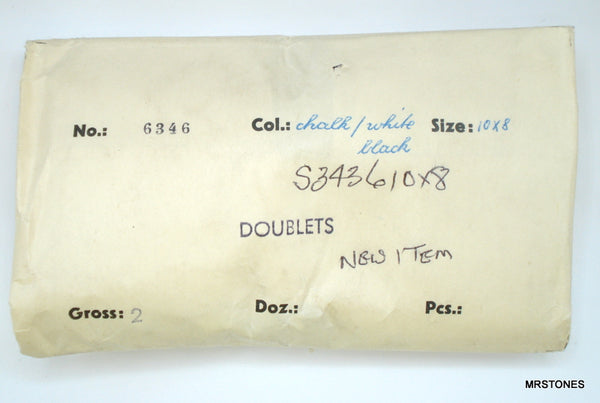 No.: 6346 Col.: chalk/white Size: 10x8
black
S3436 10x8
DOUBLETS
NEW ITEM
Gross: 2 Doz.: Pcs.:
MRSTONES